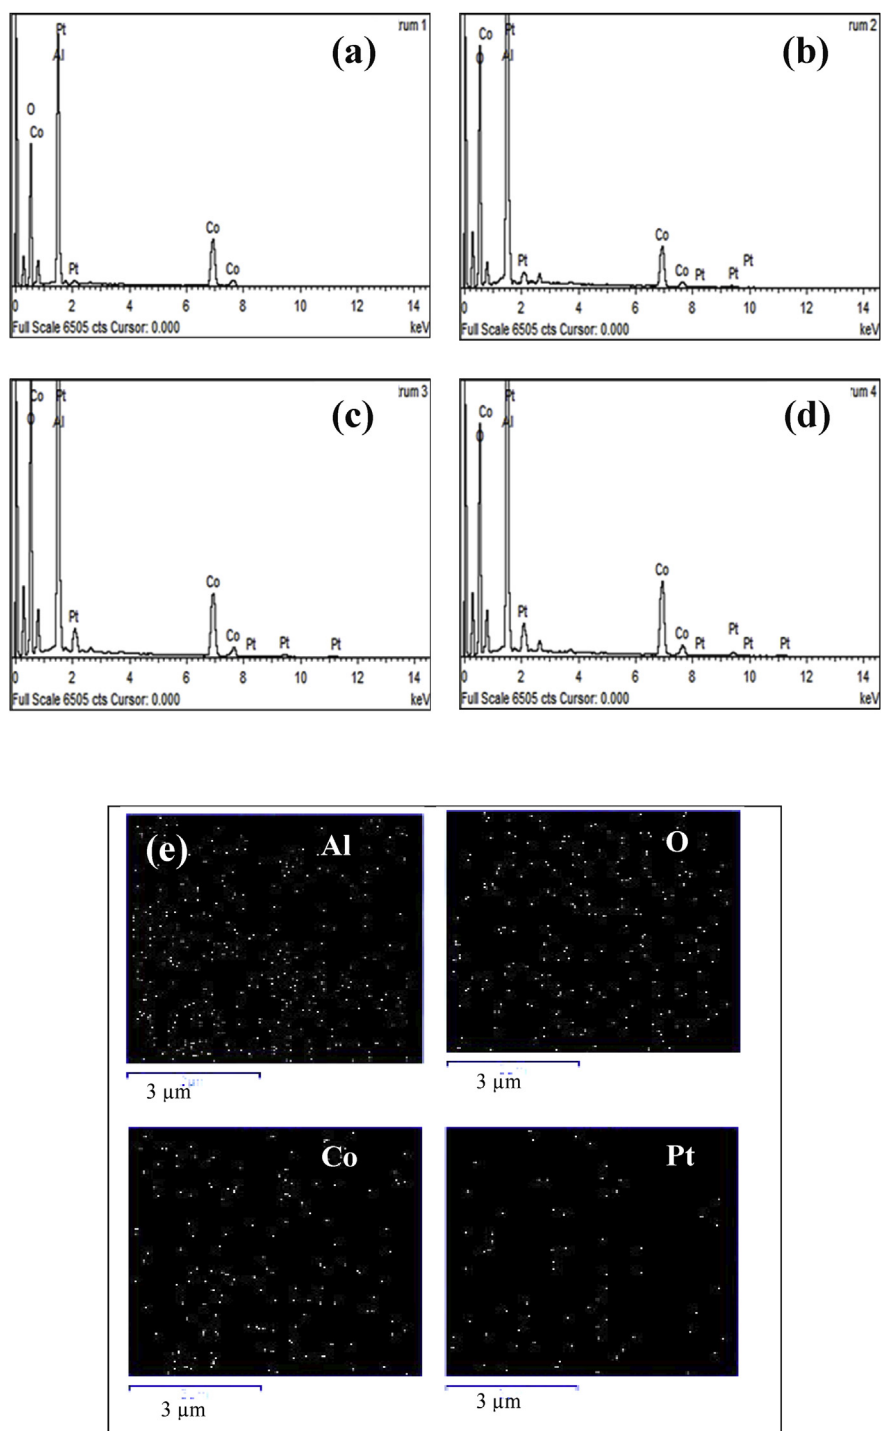 rum 1
(a)
Pt
Al
O
Co
Pt
Co
Co
0 2 4 6 8 10 12 14
Full Scale 6505 cts Cursor: 0.000 keV
rum 2
(b)
Co
O
Pt
Al
Pt
Co
Co
Pt
Pt
Pt
0 2 4 6 8 10 12 14
Full Scale 6505 cts Cursor: 0.000 keV
rum 3
(c)
Co
O
Pt
Al
Pt
Co
Co
Pt
Pt
Pt
0 2 4 6 8 10 12 14
Full Scale 6505 cts Cursor: 0.000 keV
rum 4
(d)
Co
O
Pt
Al
Pt
Co
Co
Pt
Pt
Pt
Pt
0 2 4 6 8 10 12 14
Full Scale 6505 cts Cursor: 0.000 keV
(e) Al
O
3 µm
3 µm
Co
Pt
3 µm
3 µm